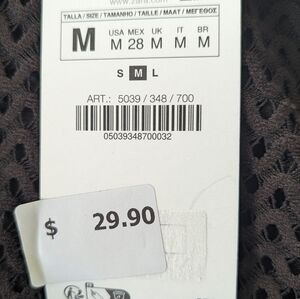 www.zara.com
TALLA / SIZE / TAMANHO / TAILLE / MAAT / ΜΕΓΕΘΟΣ
M
USA MEX UK IT BR
M 28 M M M
S M L
ART.: 5039 / 348 / 700
05039348700032
$ 29.90